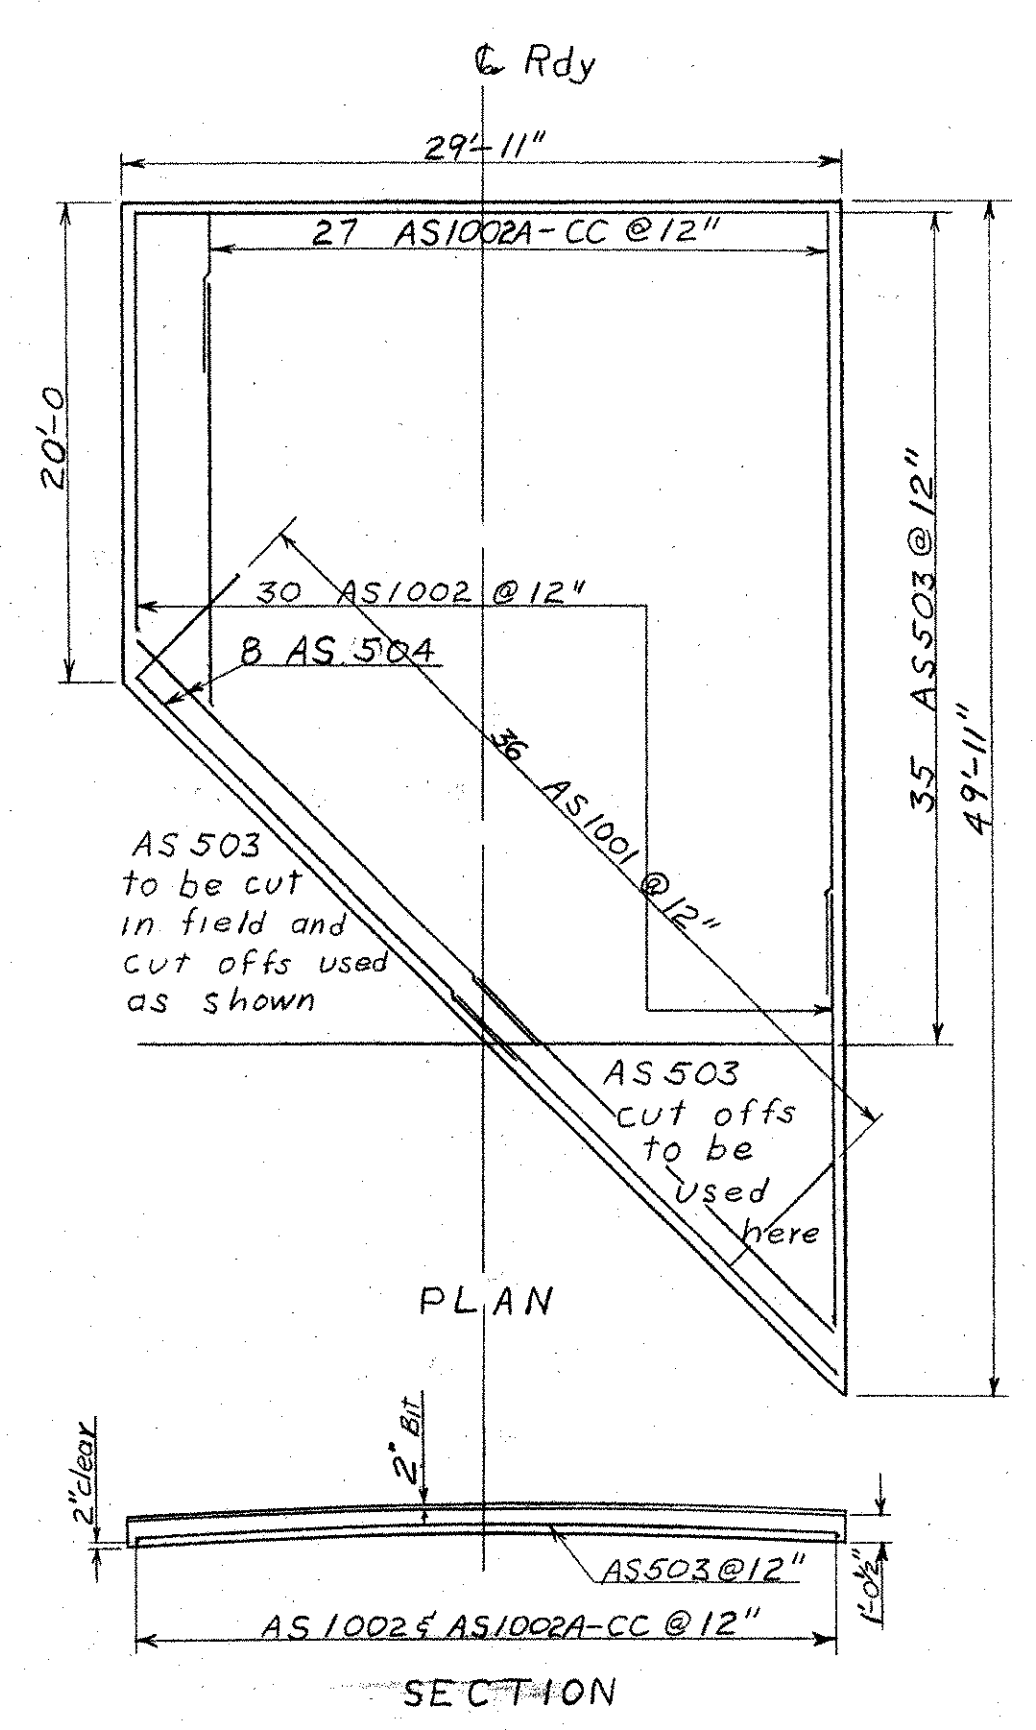 ℄ Rdy
29'-11"
27 AS1002A-CC @ 12"
20'-0
30 AS1002 @ 12"
8 AS 504
36 AS1001 @ 12"
35 AS503 @ 12"
49'-11"
AS 503
to be cut
in field and
cut offs used
as shown
AS 503
cut offs
to be
used
here
PLAN
2" clear
2" Bit
AS503@12"
1'-0½"
AS 1002 & AS1002A-CC @ 12"
SECTION